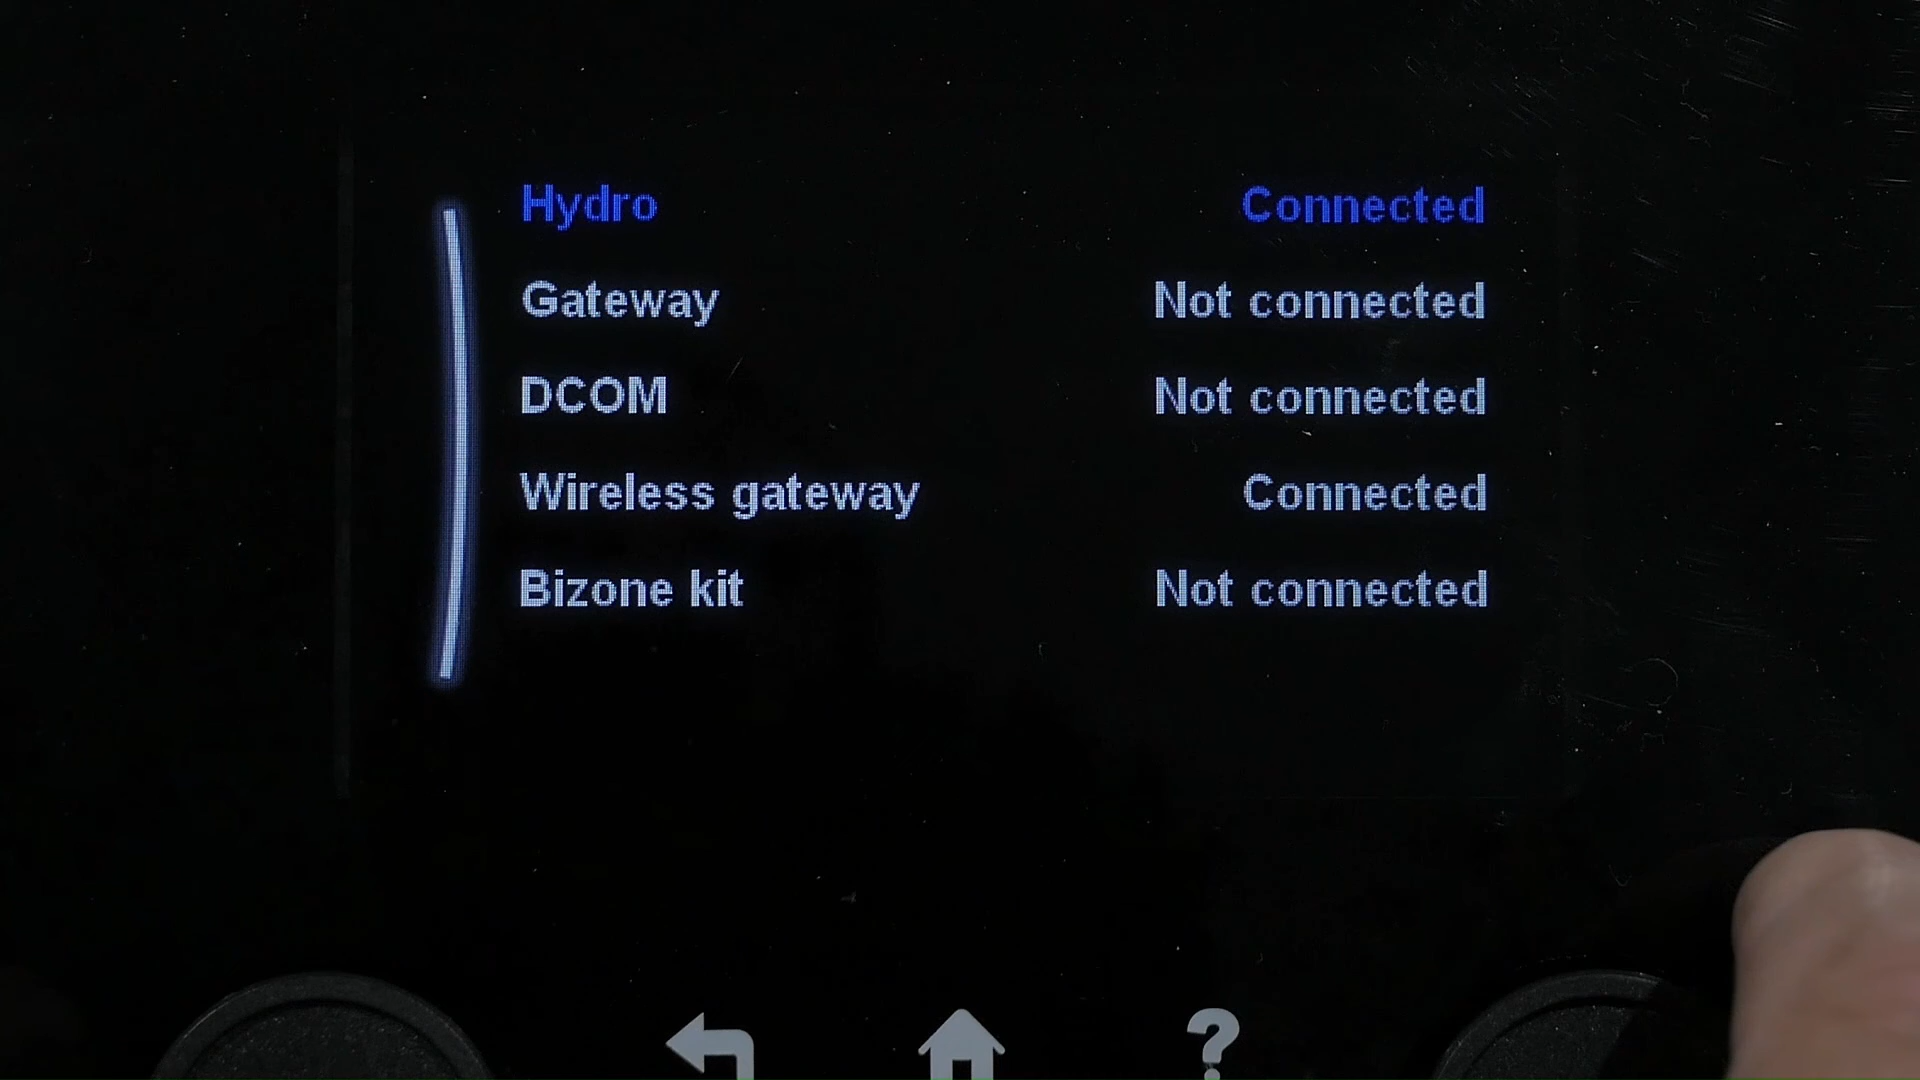 Hydro Connected
Gateway Not connected
DCOM Not connected
Wireless gateway Connected
Bizone kit Not connected
?